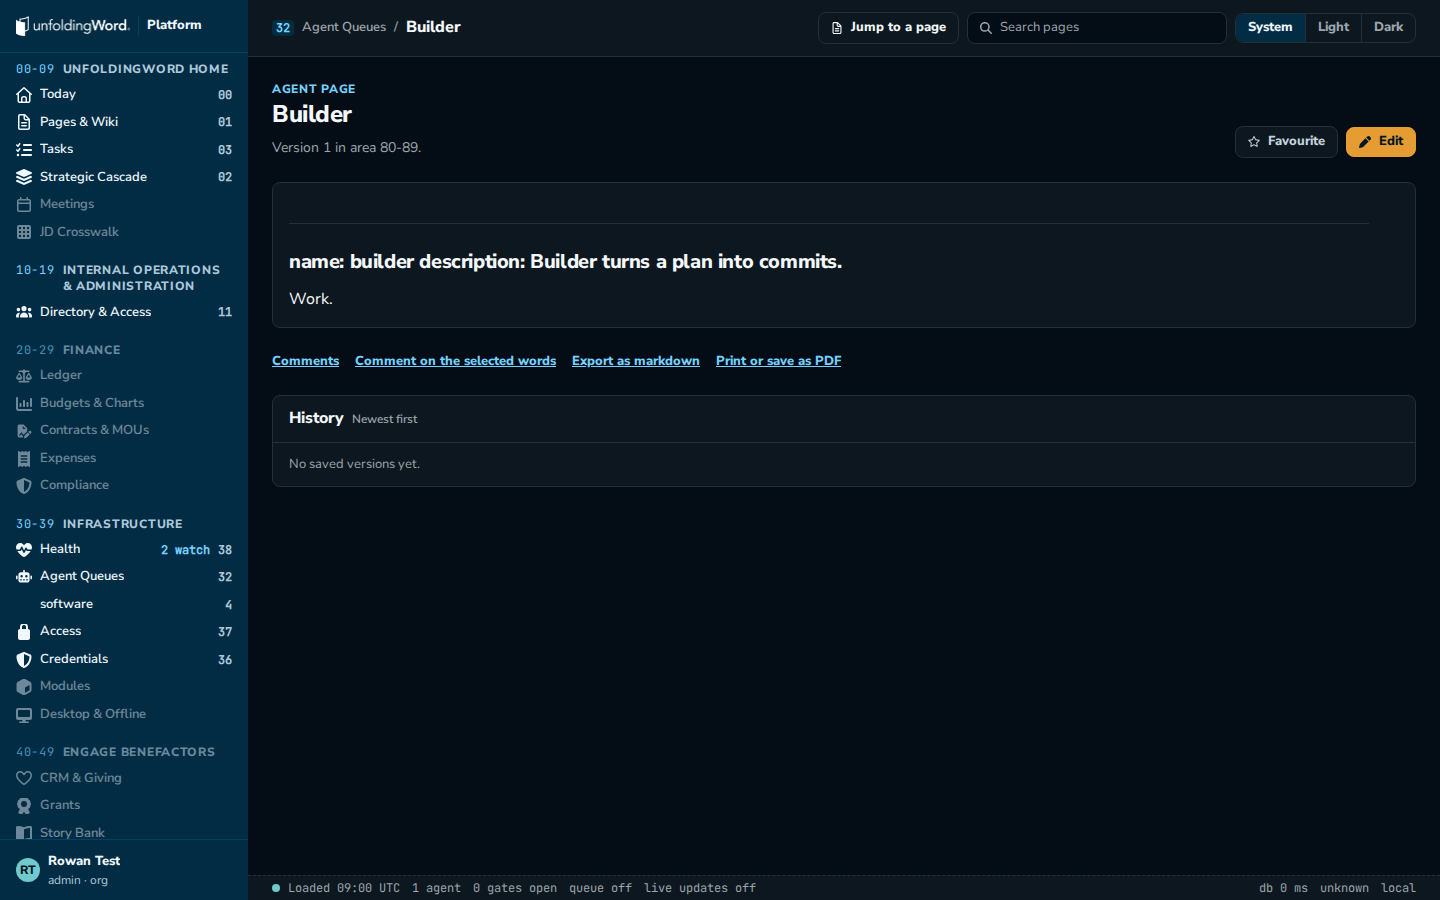 unfoldingWord Platform
00-09 UNFOLDINGWORD HOME
Today 00
Pages & Wiki 01
Tasks 03
Strategic Cascade 02
Meetings
JD Crosswalk
10-19 INTERNAL OPERATIONS
& ADMINISTRATION
Directory & Access 11
20-29 FINANCE
Ledger
Budgets & Charts
Contracts & MOUs
Expenses
Compliance
30-39 INFRASTRUCTURE
Health 2 watch 38
Agent Queues 32
software 4
Access 37
Credentials 36
Modules
Desktop & Offline
40-49 ENGAGE BENEFACTORS
CRM & Giving
Grants
Story Bank
RT Rowan Test
admin · org
32 Agent Queues / Builder
Jump to a page
Search pages
System Light Dark
AGENT PAGE
Builder
Version 1 in area 80-89.
Favourite Edit
name: builder description: Builder turns a plan into commits.
Work.
Comments Comment on the selected words Export as markdown Print or save as PDF
History Newest first
No saved versions yet.
Loaded 09:00 UTC 1 agent 0 gates open queue off live updates off
db 0 ms unknown local